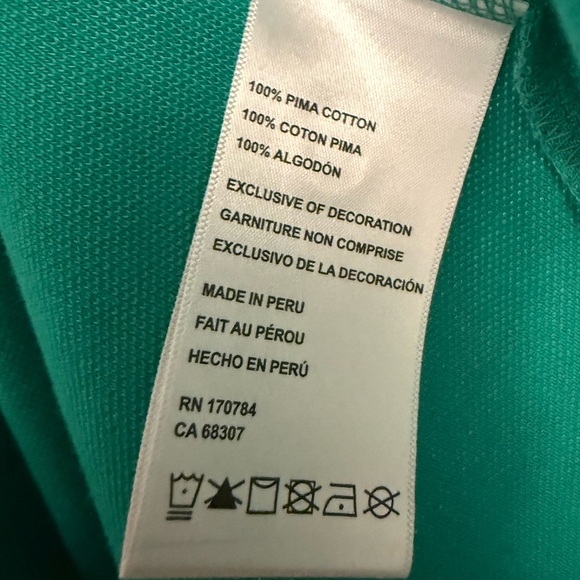 100% PIMA COTTON
100% COTON PIMA
100% ALGODÓN
EXCLUSIVE OF DECORATION
GARNITURE NON COMPRISE
EXCLUSIVO DE LA DECORACIÓN
MADE IN PERU
FAIT AU PÉROU
HECHO EN PERÚ
RN 170784
CA 68307